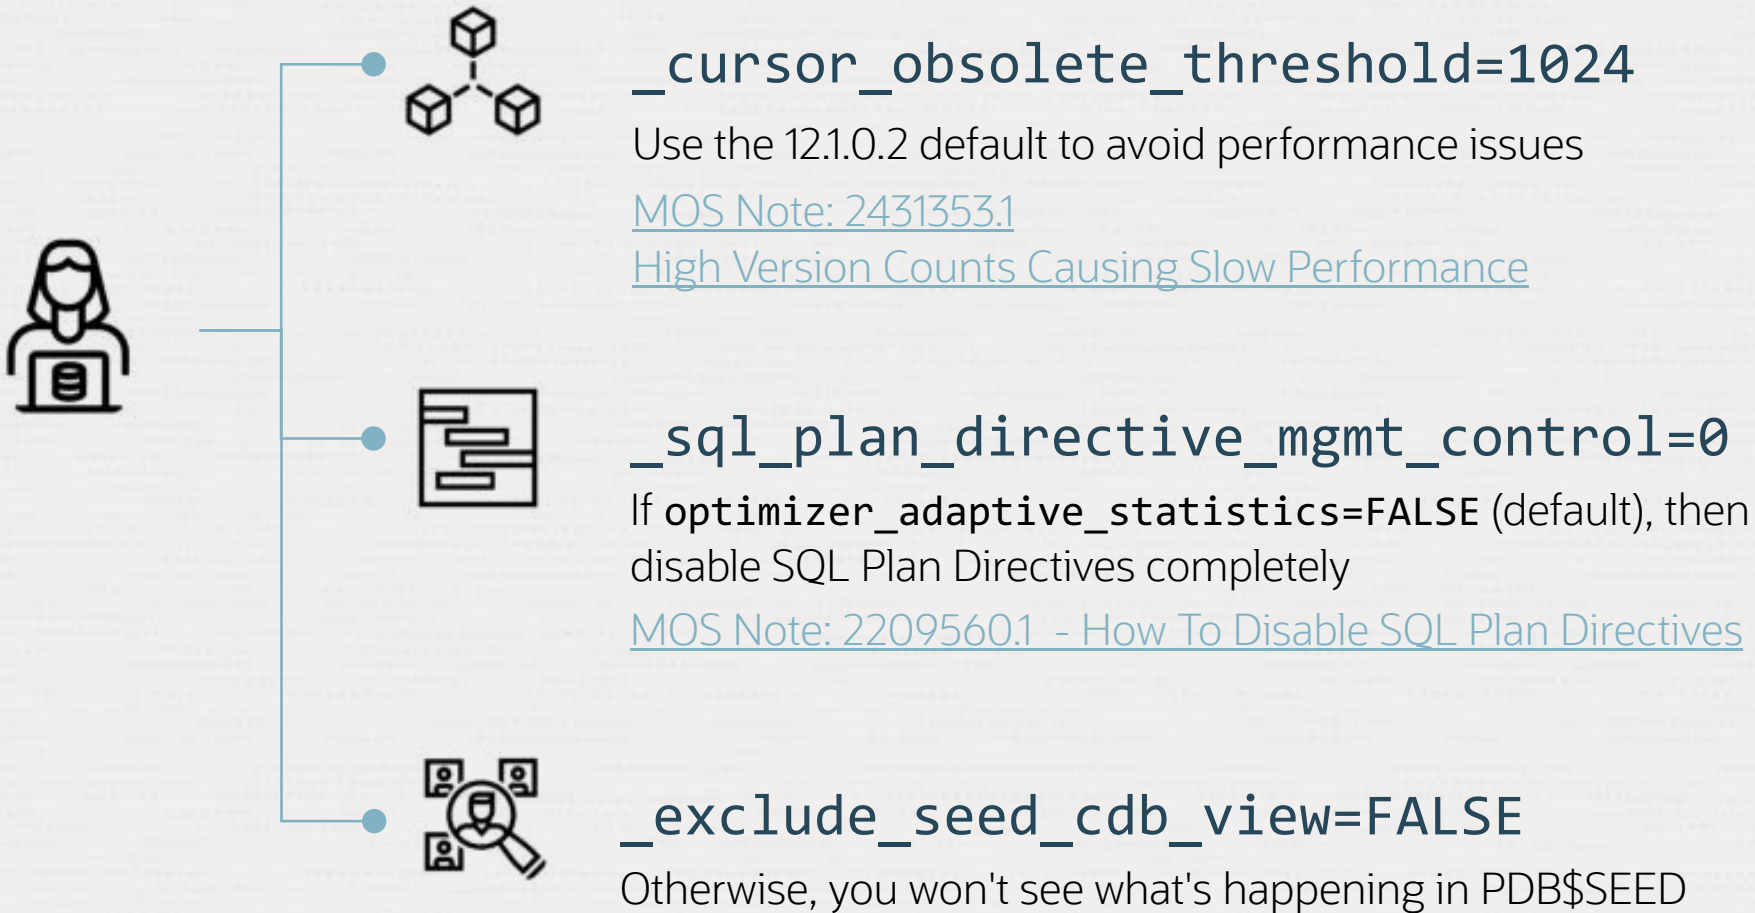 _cursor_obsolete_threshold=1024
Use the 12.1.0.2 default to avoid performance issues
MOS Note: 2431353.1
High Version Counts Causing Slow Performance
_sql_plan_directive_mgmt_control=0
If optimizer_adaptive_statistics=FALSE (default), then
disable SQL Plan Directives completely
MOS Note: 2209560.1 - How To Disable SQL Plan Directives
_exclude_seed_cdb_view=FALSE
Otherwise, you won't see what's happening in PDB$SEED